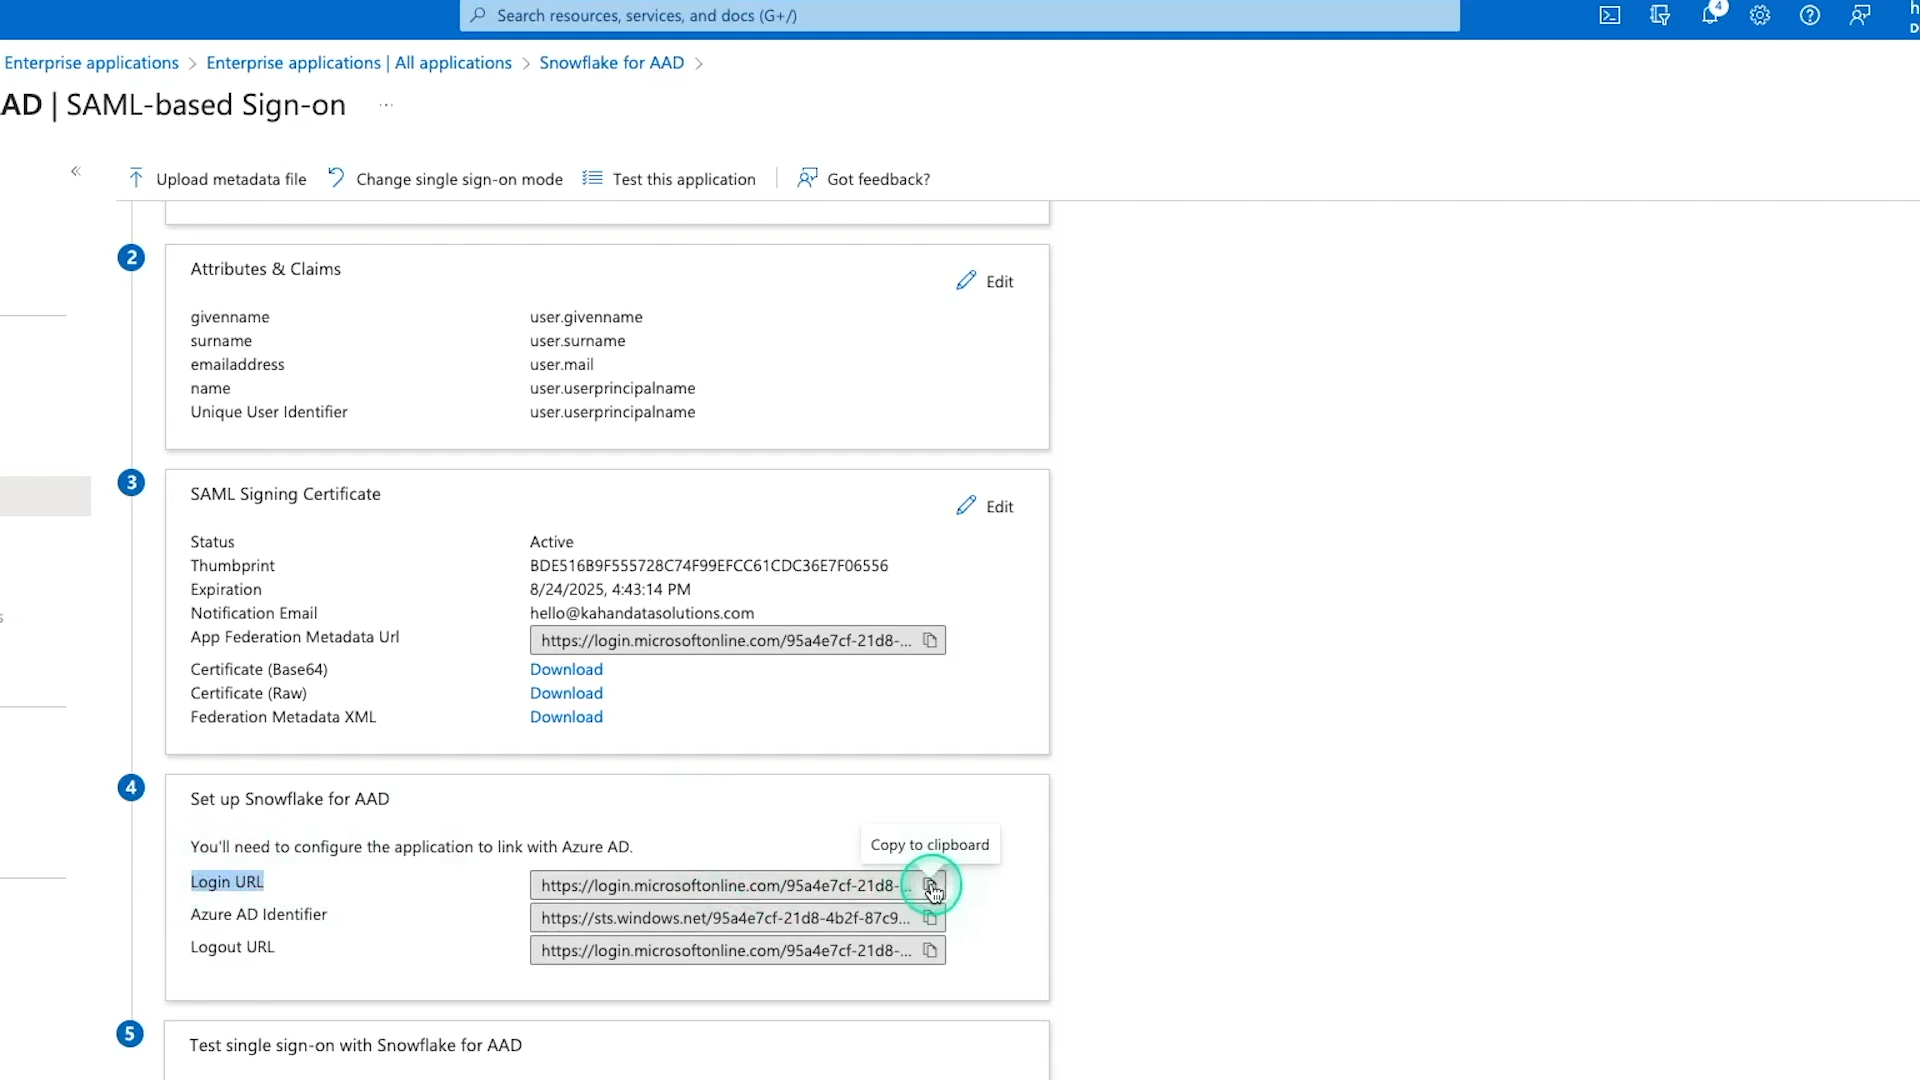 Search resources, services, and docs (G+/)
4
Enterprise applications > Enterprise applications | All applications > Snowflake for AAD >
AD | SAML-based Sign-on ...
« Upload metadata file Change single sign-on mode Test this application Got feedback?
2
Attributes & Claims
Edit
givenname user.givenname
surname user.surname
emailaddress user.mail
name user.userprincipalname
Unique User Identifier user.userprincipalname
3
SAML Signing Certificate
Edit
Status Active
Thumbprint BDE516B9F555728C74F99EFCC61CDC36E7F06556
Expiration 8/24/2025, 4:43:14 PM
Notification Email hello@kahandatasolutions.com
App Federation Metadata Url https://login.microsoftonline.com/95a4e7cf-21d8-...
Certificate (Base64) Download
Certificate (Raw) Download
Federation Metadata XML Download
4
Set up Snowflake for AAD
You'll need to configure the application to link with Azure AD.
Copy to clipboard
Login URL https://login.microsoftonline.com/95a4e7cf-21d8-...
Azure AD Identifier https://sts.windows.net/95a4e7cf-21d8-4b2f-87c9...
Logout URL https://login.microsoftonline.com/95a4e7cf-21d8-...
5
Test single sign-on with Snowflake for AAD